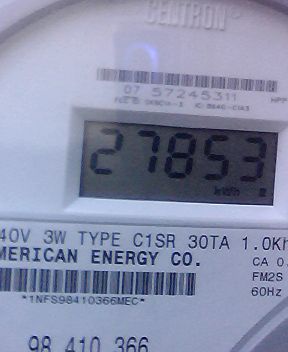 CENTRON®
07 57245311
27853
kWh
40V 3W TYPE C1SR 30TA 1.0Kh
MERICAN ENERGY CO.
CA 0.
FM2S
60Hz
*1NFS98410366MEC*
98 410 366